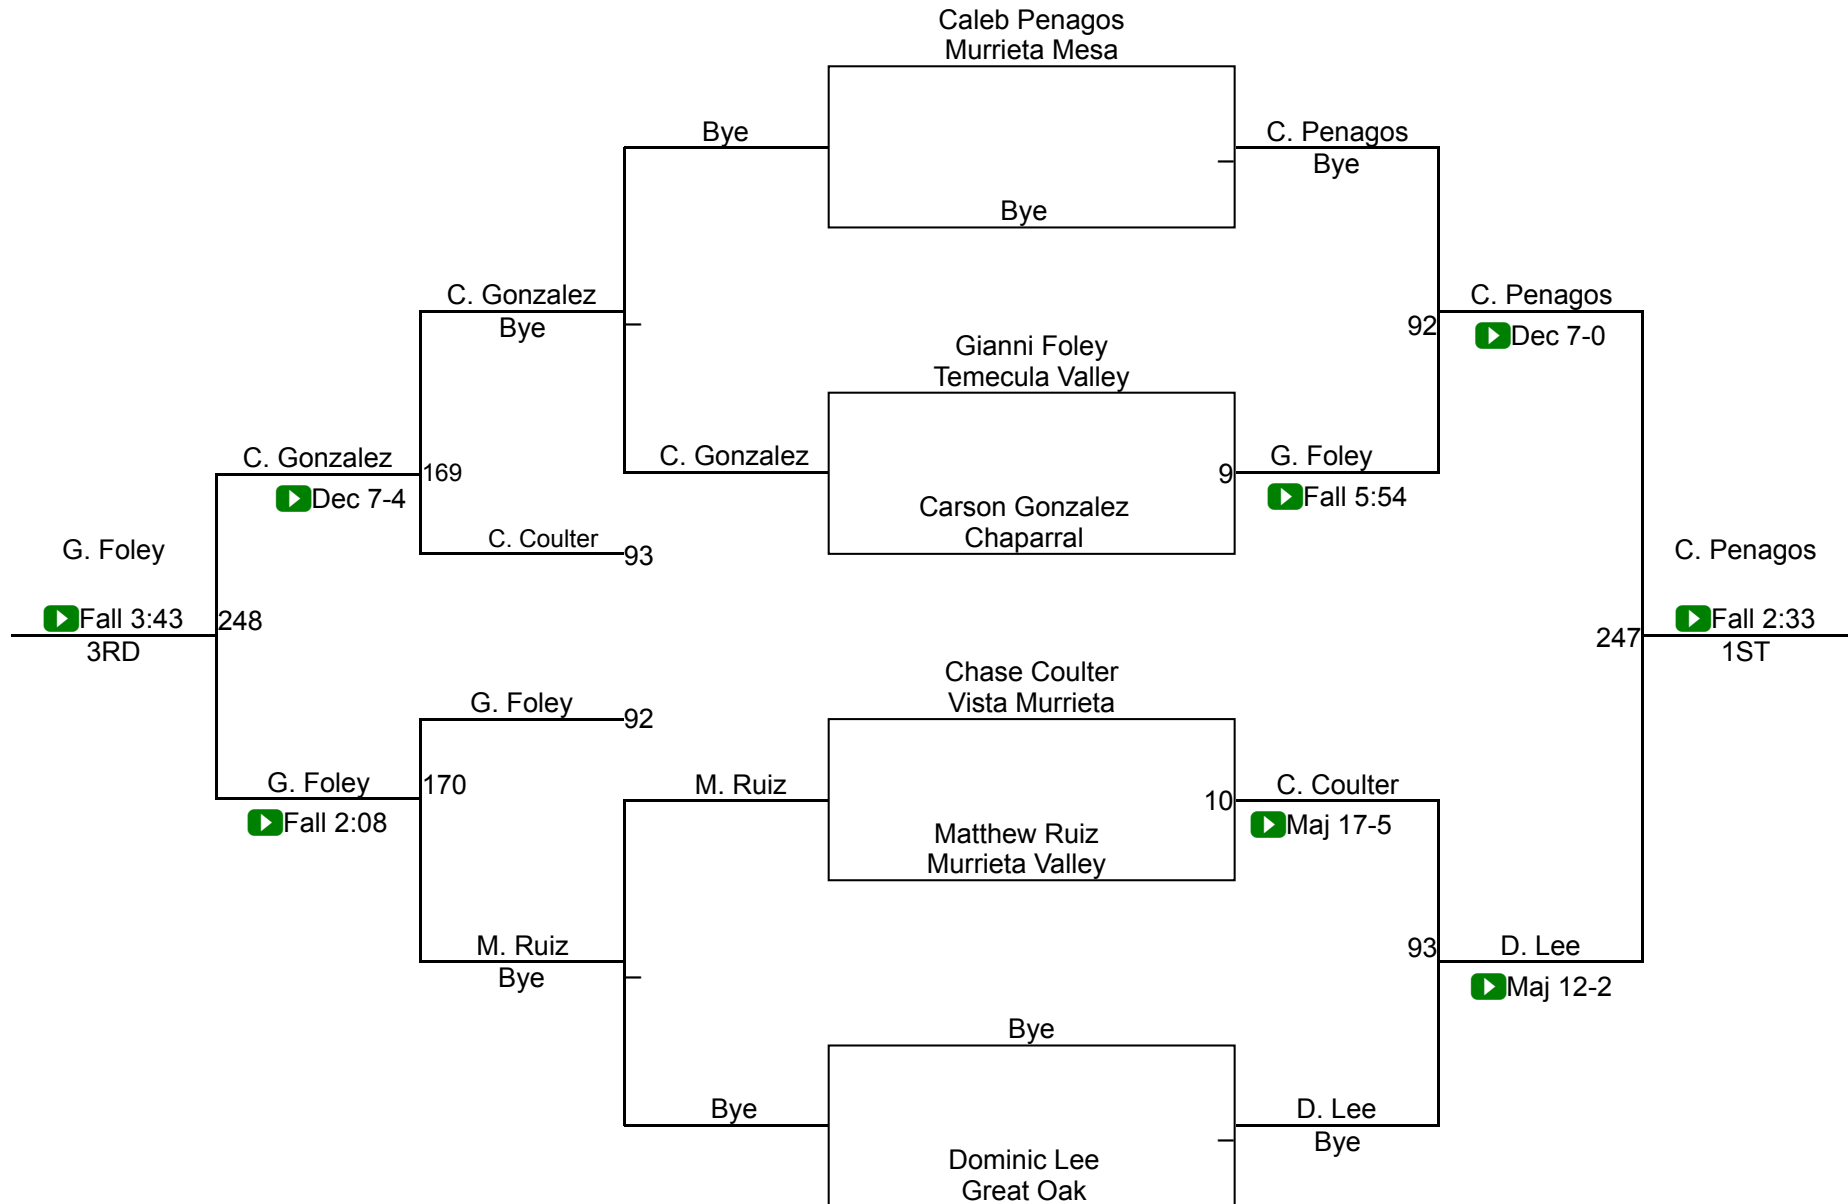 Caleb Penagos
Murrieta Mesa
Bye
C. Penagos
Bye
Bye
C. Gonzalez
Bye
C. Penagos
92
Dec 7-0
Gianni Foley
Temecula Valley
C. Gonzalez
169
Dec 7-4
C. Gonzalez
9
G. Foley
Fall 5:54
Carson Gonzalez
Chaparral
C. Coulter
93
G. Foley
Fall 3:43
3RD
248
C. Penagos
247
Fall 2:33
1ST
Chase Coulter
Vista Murrieta
G. Foley
92
G. Foley
170
Fall 2:08
M. Ruiz
10
C. Coulter
Maj 17-5
Matthew Ruiz
Murrieta Valley
M. Ruiz
Bye
93
D. Lee
Maj 12-2
Bye
Bye
D. Lee
Bye
Dominic Lee
Great Oak